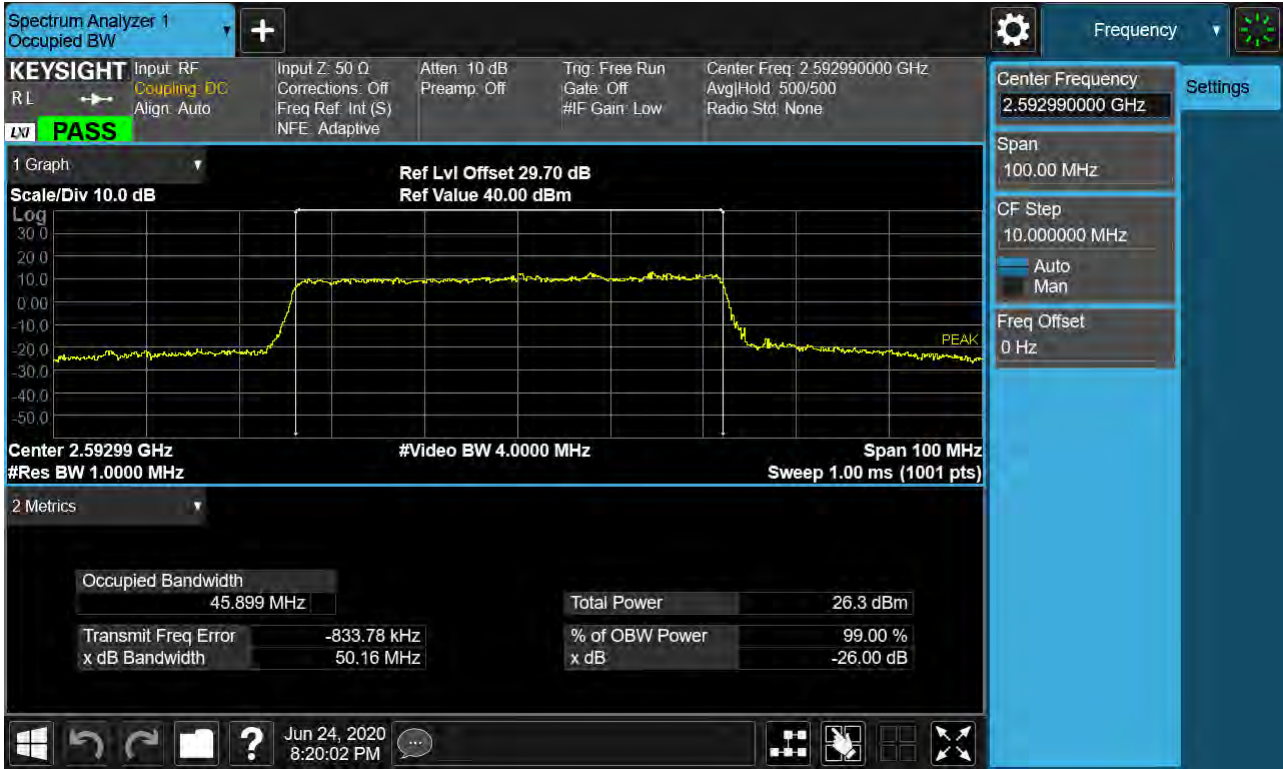 Spectrum Analyzer 1
Occupied BW
Frequency
KEYSIGHT
R L
LXI PASS
Input: RF
Coupling: DC
Align: Auto
Input Z: 50 Ω
Corrections: Off
Freq Ref: Int (S)
NFE: Adaptive
Atten: 10 dB
Preamp: Off
Trig: Free Run
Gate: Off
#IF Gain: Low
Center Freq: 2.592990000 GHz
Avg|Hold: 500/500
Radio Std: None
Center Frequency
2.592990000 GHz
Settings
Span
100.00 MHz
CF Step
10.000000 MHz
Auto
Man
Freq Offset
0 Hz
1 Graph
Scale/Div 10.0 dB
Ref Lvl Offset 29.70 dB
Ref Value 40.00 dBm
Log
30.0
20.0
10.0
0.00
-10.0
-20.0
-30.0
-40.0
-50.0
PEAK
Center 2.59299 GHz
#Video BW 4.0000 MHz
Span 100 MHz
#Res BW 1.0000 MHz
Sweep 1.00 ms (1001 pts)
2 Metrics
Occupied Bandwidth
45.899 MHz
Total Power 26.3 dBm
Transmit Freq Error -833.78 kHz
% of OBW Power 99.00 %
x dB Bandwidth 50.16 MHz
x dB -26.00 dB
?
Jun 24, 2020
8:20:02 PM